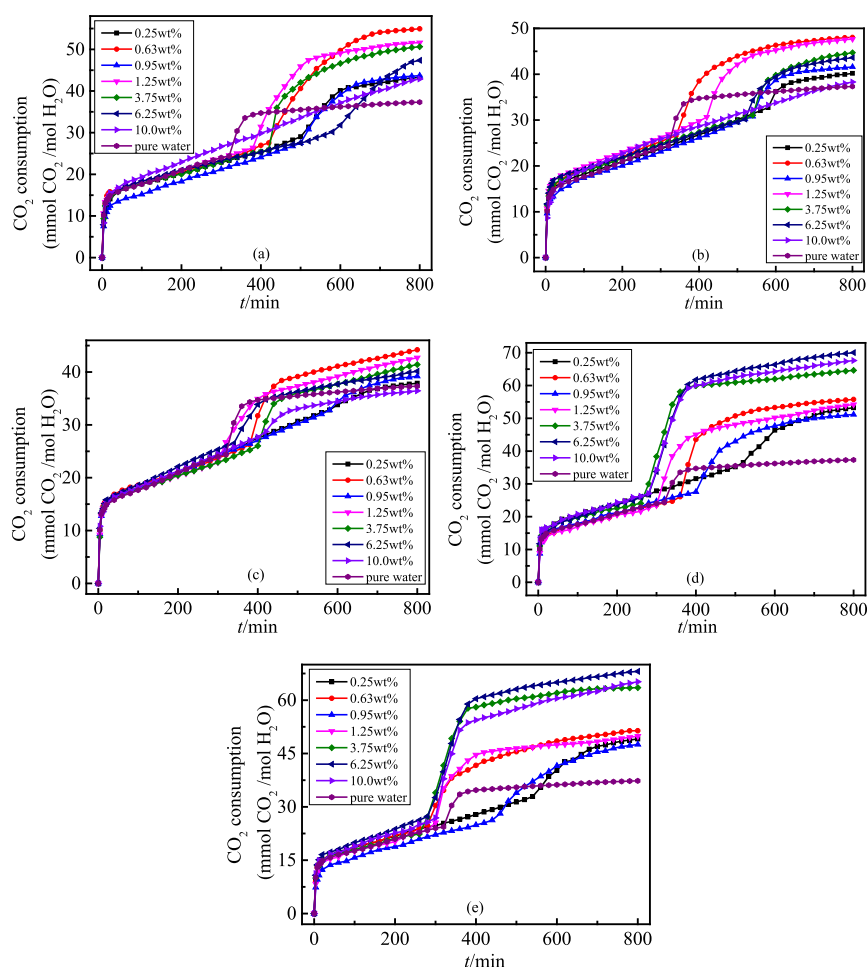 0.25wt%
0.63wt%
0.95wt%
1.25wt%
3.75wt%
6.25wt%
10.0wt%
pure water
CO2 consumption
(mmol CO2 /mol H2O)
50
40
30
20
10
0
(a)
0 200 400 600 800
t/min
CO2 consumption
(mmol CO2 /mol H2O)
50
40
30
20
10
0
0.25wt%
0.63wt%
0.95wt%
1.25wt%
3.75wt%
6.25wt%
10.0wt%
pure water
(b)
0 200 400 600 800
t/min
CO2 consumption
(mmol CO2 /mol H2O)
40
30
20
10
0
0.25wt%
0.63wt%
0.95wt%
1.25wt%
3.75wt%
6.25wt%
10.0wt%
pure water
(c)
0 200 400 600 800
t/min
CO2 consumption
(mmol CO2 /mol H2O)
70
60
50
40
30
20
10
0
0.25wt%
0.63wt%
0.95wt%
1.25wt%
3.75wt%
6.25wt%
10.0wt%
pure water
(d)
0 200 400 600 800
t/min
CO2 consumption
(mmol CO2 /mol H2O)
60
45
30
15
0
0.25wt%
0.63wt%
0.95wt%
1.25wt%
3.75wt%
6.25wt%
10.0wt%
pure water
(e)
0 200 400 600 800
t/min